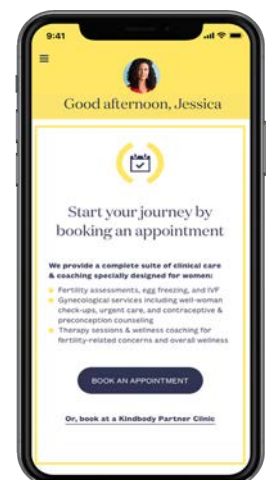 9:41
Good afternoon, Jessica
Start your journey by
booking an appointment
We provide a complete suite of clinical care
& coaching specially designed for women:
Fertility assessments, egg freezing, and IVF
Gynecological services including well-woman
check-ups, urgent care, and contraceptive &
preconception counseling
Therapy sessions & wellness coaching for
fertility-related concerns and overall wellness
BOOK AN APPOINTMENT
Or, book at a Kindbody Partner Clinic